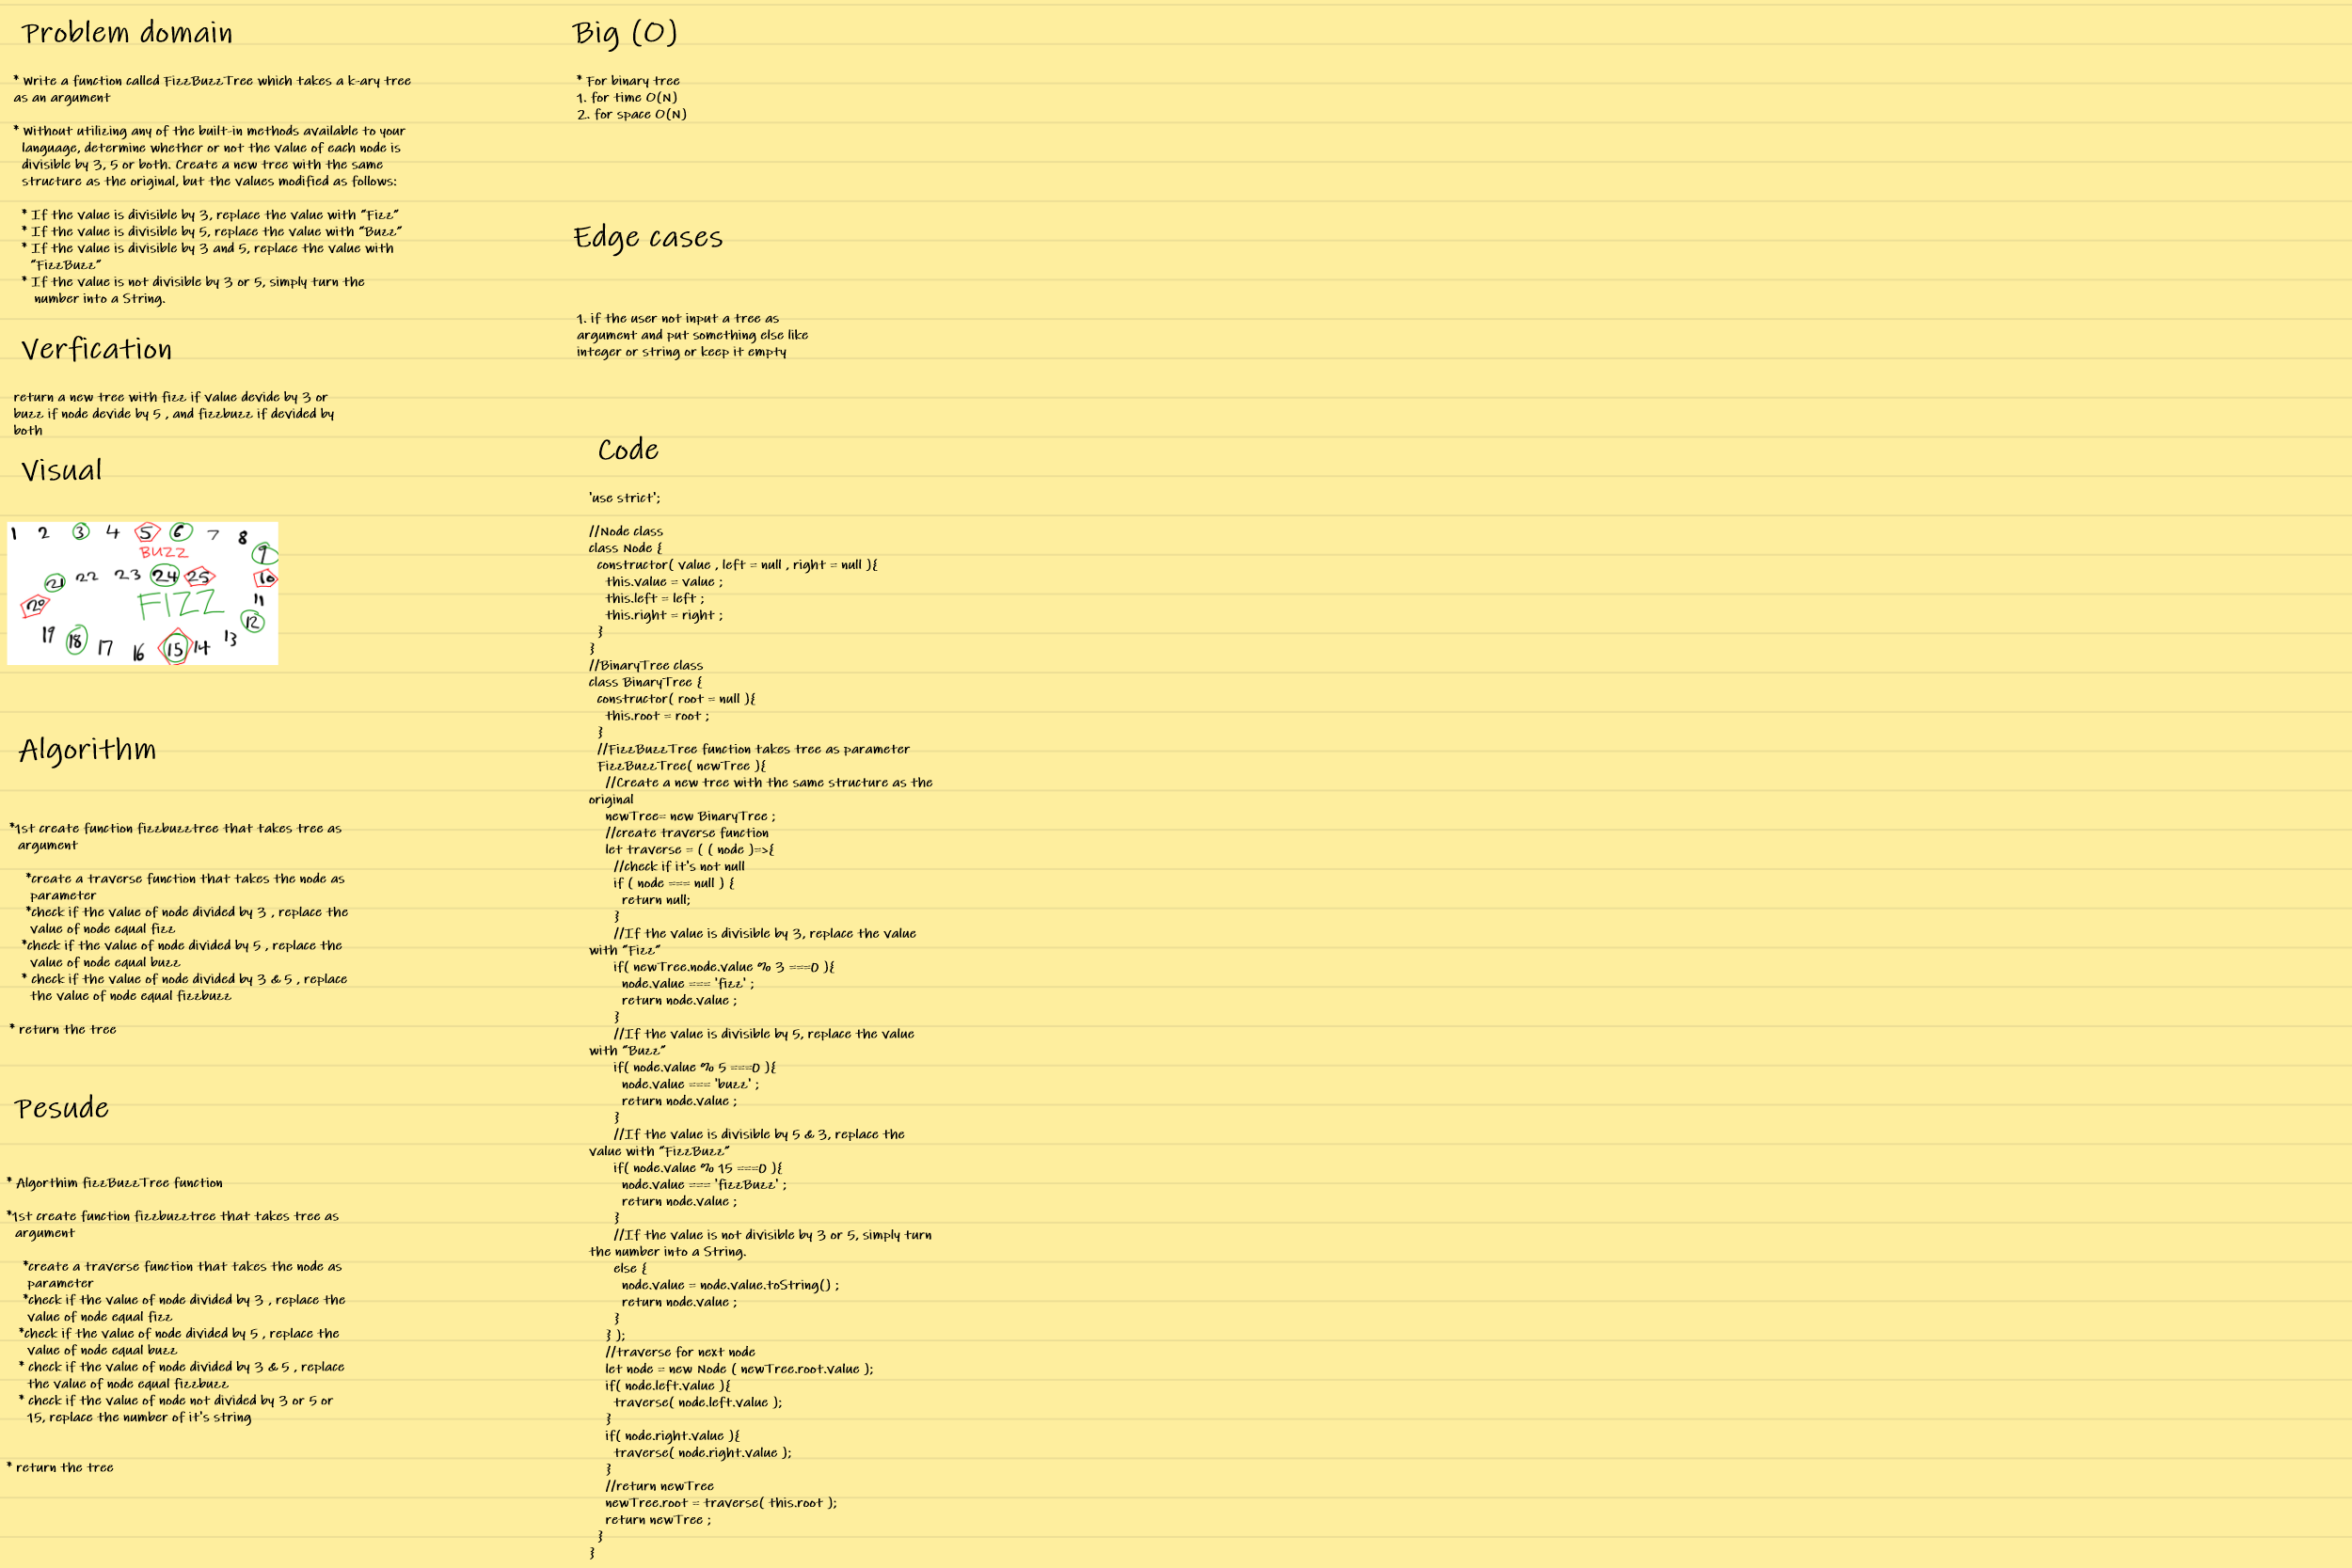 Problem domain
* Write a function called FizzBuzzTree which takes a k-ary tree
as an argument
* Without utilizing any of the built-in methods available to your
language, determine whether or not the value of each node is
divisible by 3, 5 or both. Create a new tree with the same
structure as the original, but the values modified as follows:
* If the value is divisible by 3, replace the value with "Fizz"
* If the value is divisible by 5, replace the value with "Buzz"
* If the value is divisible by 3 and 5, replace the value with
"FizzBuzz"
* If the value is not divisible by 3 or 5, simply turn the
number into a String.
Verfication
return a new tree with fizz if value devide by 3 or
buzz if node devide by 5 , and fizzbuzz if devided by
both
Visual
1 2 3 4 5 6 7 8
BUZZ
9
21 22 23 24 25 10
20 FIZZ 11
12
19 18 17 16 15 14 13
Algorithm
*1st create function fizzbuzztree that takes tree as
argument
*create a traverse function that takes the node as
parameter
*check if the value of node divided by 3 , replace the
value of node equal fizz
*check if the value of node divided by 5 , replace the
value of node equal buzz
* check if the value of node divided by 3 & 5 , replace
the value of node equal fizzbuzz
* return the tree
Pesude
* Algorthim fizzBuzzTree function
*1st create function fizzbuzztree that takes tree as
argument
*create a traverse function that takes the node as
parameter
*check if the value of node divided by 3 , replace the
value of node equal fizz
*check if the value of node divided by 5 , replace the
value of node equal buzz
* check if the value of node divided by 3 & 5 , replace
the value of node equal fizzbuzz
* check if the value of node not divided by 3 or 5 or
15, replace the number of it's string
* return the tree
Big (O)
* For binary tree
1. for time O(N)
2. for space O(N)
Edge cases
1. if the user not input a tree as
argument and put something else like
integer or string or keep it empty
Code
'use strict';
//Node class
class Node {
constructor( value , left = null , right = null ){
this.value = value ;
this.left = left ;
this.right = right ;
}
}
//BinaryTree class
class BinaryTree {
constructor( root = null ){
this.root = root ;
}
//FizzBuzzTree function takes tree as parameter
FizzBuzzTree( newTree ){
//Create a new tree with the same structure as the
original
newTree= new BinaryTree ;
//create traverse function
let traverse = ( ( node )=>{
//check if it's not null
if ( node === null ) {
return null;
}
//If the value is divisible by 3, replace the value
with "Fizz"
if( newTree.node.value % 3 ===0 ){
node.value === 'fizz' ;
return node.value ;
}
//If the value is divisible by 5, replace the value
with "Buzz"
if( node.value % 5 ===0 ){
node.value === 'buzz' ;
return node.value ;
}
//If the value is divisible by 5 & 3, replace the
value with "FizzBuzz"
if( node.value % 15 ===0 ){
node.value === 'fizzBuzz' ;
return node.value ;
}
//If the value is not divisible by 3 or 5, simply turn
the number into a String.
else {
node.value = node.value.toString() ;
return node.value ;
}
} );
//traverse for next node
let node = new Node ( newTree.root.value );
if( node.left.value ){
traverse( node.left.value );
}
if( node.right.value ){
traverse( node.right.value );
}
//return newTree
newTree.root = traverse( this.root );
return newTree ;
}
}